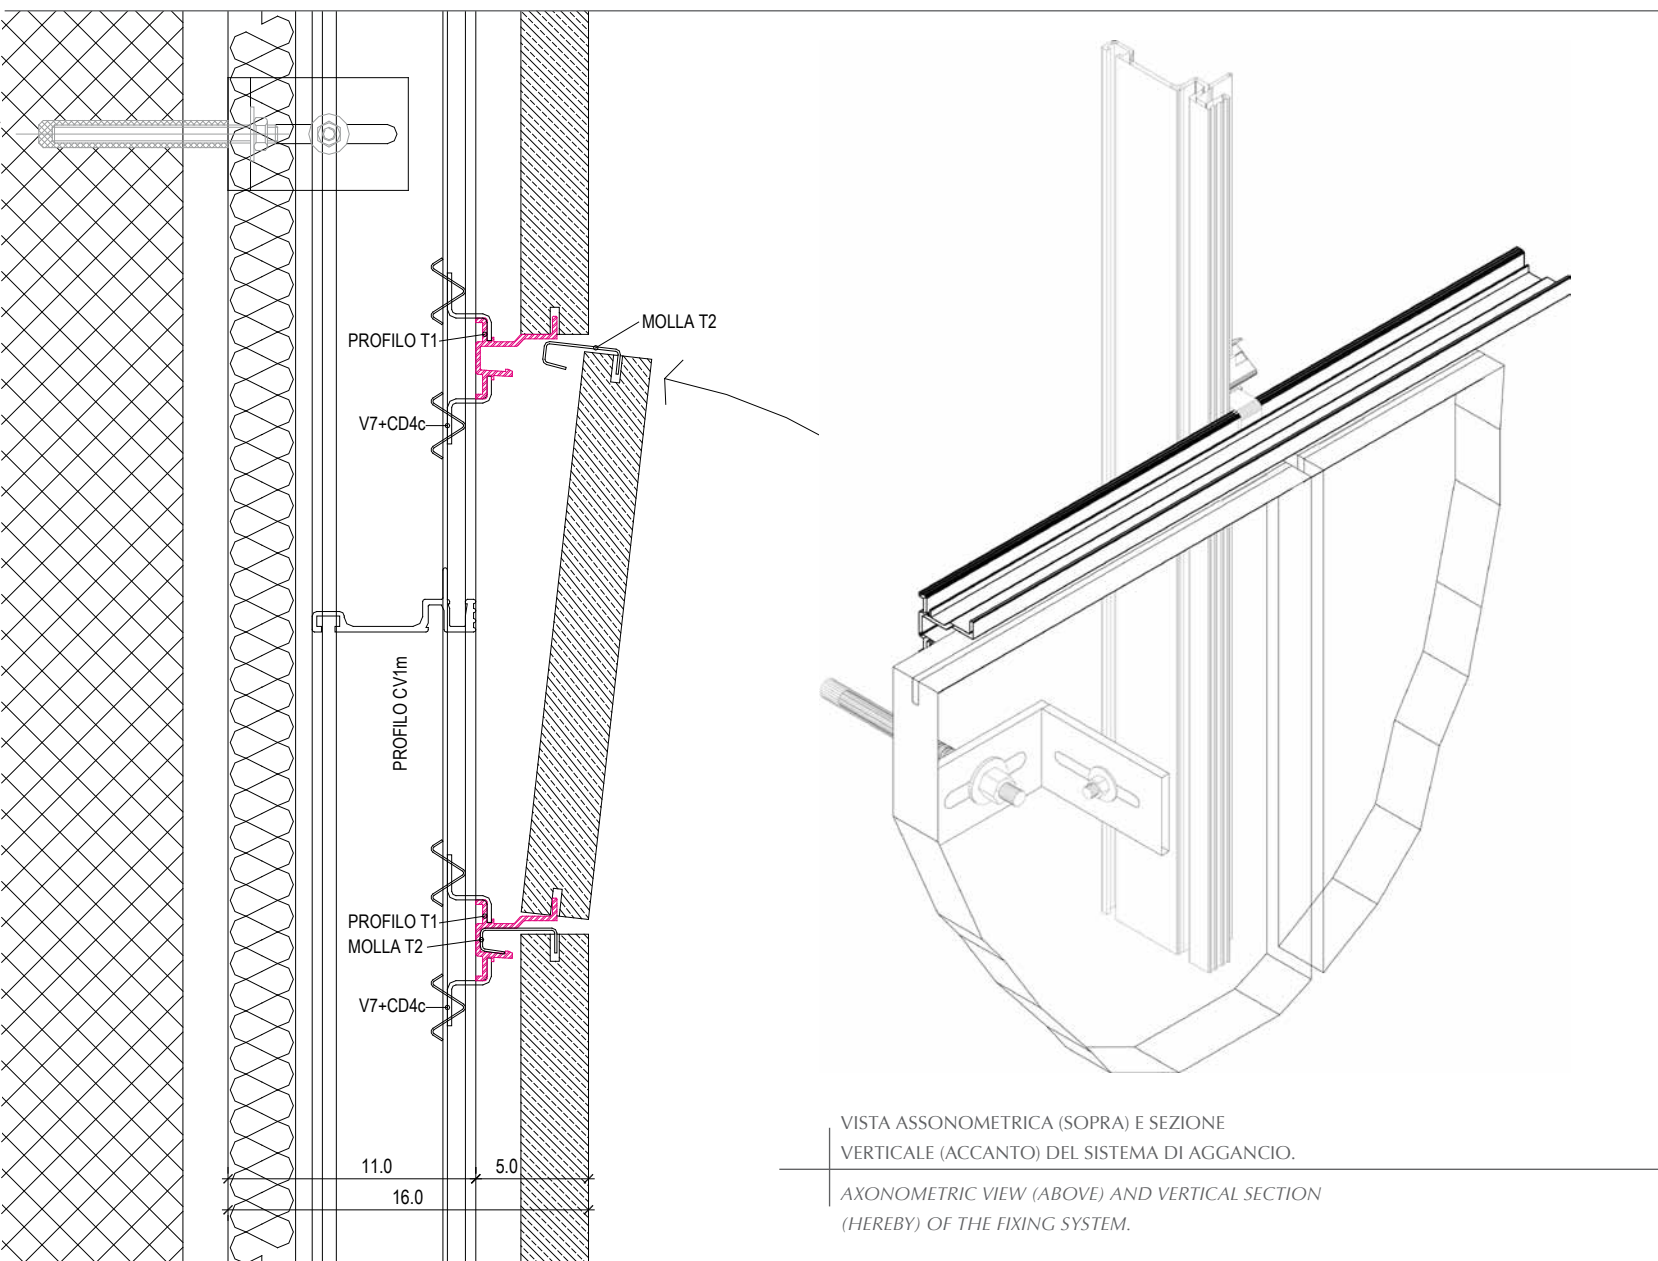 MOLLA T2
PROFILO T1
V7+CD4c
PROFILO CV1m
PROFILO T1
MOLLA T2
V7+CD4c
11.0
5.0
16.0
VISTA ASSONOMETRICA (SOPRA) E SEZIONE
VERTICALE (ACCANTO) DEL SISTEMA DI AGGANCIO.
AXONOMETRIC VIEW (ABOVE) AND VERTICAL SECTION
(HEREBY) OF THE FIXING SYSTEM.